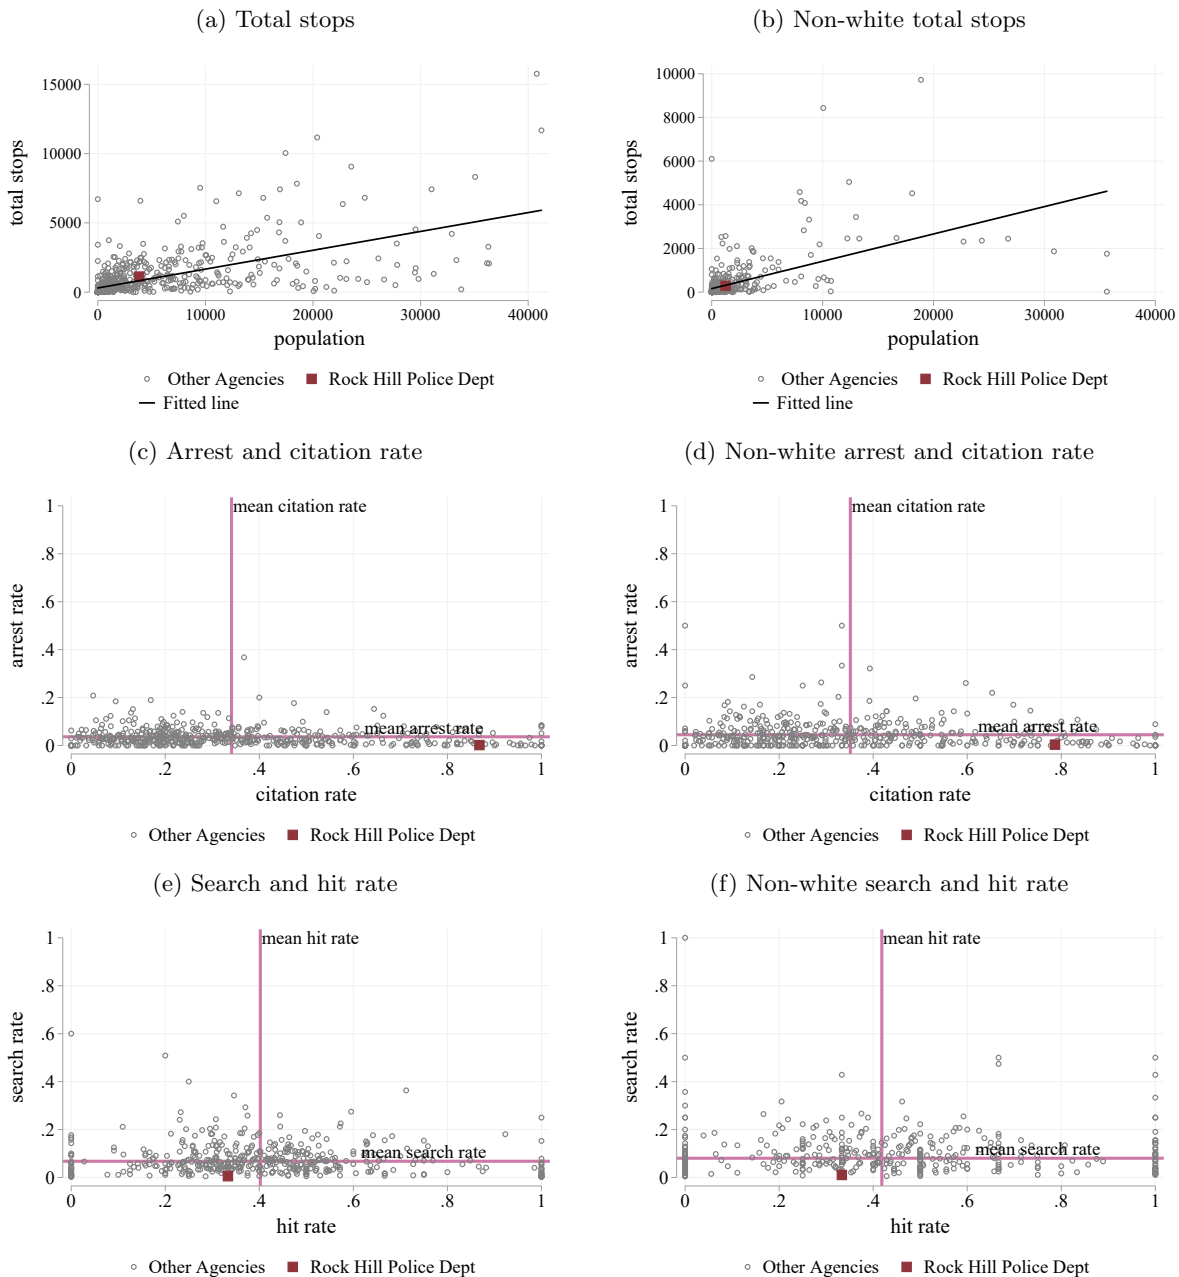 (a) Total stops
(b) Non-white total stops
total stops
15000
10000
5000
0
0 10000 20000 30000 40000
population
Other Agencies Rock Hill Police Dept
Fitted line
total stops
10000
8000
6000
4000
2000
0
0 10000 20000 30000 40000
population
Other Agencies Rock Hill Police Dept
Fitted line
(c) Arrest and citation rate
(d) Non-white arrest and citation rate
arrest rate
1
.8
.6
.4
.2
0
mean citation rate
mean arrest rate
0 .2 .4 .6 .8 1
citation rate
Other Agencies Rock Hill Police Dept
arrest rate
1
.8
.6
.4
.2
0
mean citation rate
mean arrest rate
0 .2 .4 .6 .8 1
citation rate
Other Agencies Rock Hill Police Dept
(e) Search and hit rate
(f) Non-white search and hit rate
search rate
1
.8
.6
.4
.2
0
mean hit rate
mean search rate
0 .2 .4 .6 .8 1
hit rate
Other Agencies Rock Hill Police Dept
search rate
1
.8
.6
.4
.2
0
mean hit rate
mean search rate
0 .2 .4 .6 .8 1
hit rate
Other Agencies Rock Hill Police Dept